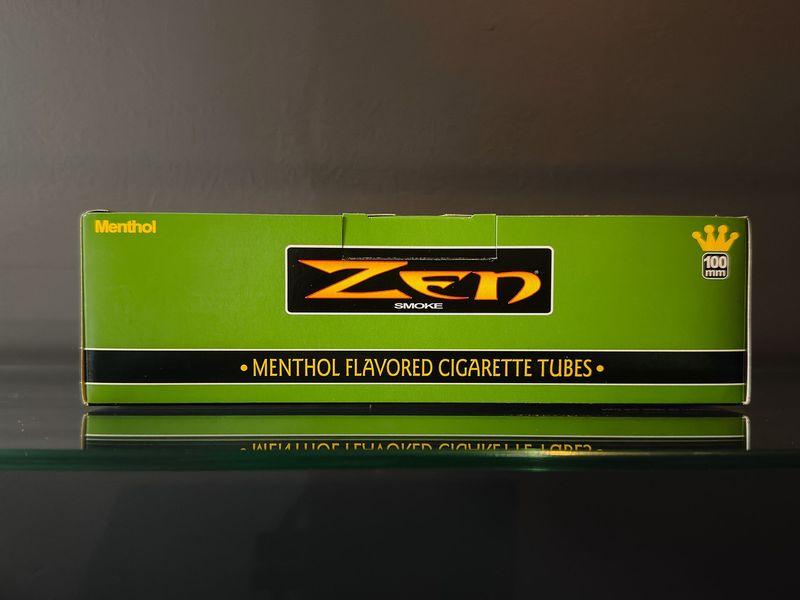 Menthol
100
mm
Zen®
SMOKE
• MENTHOL FLAVORED CIGARETTE TUBES •